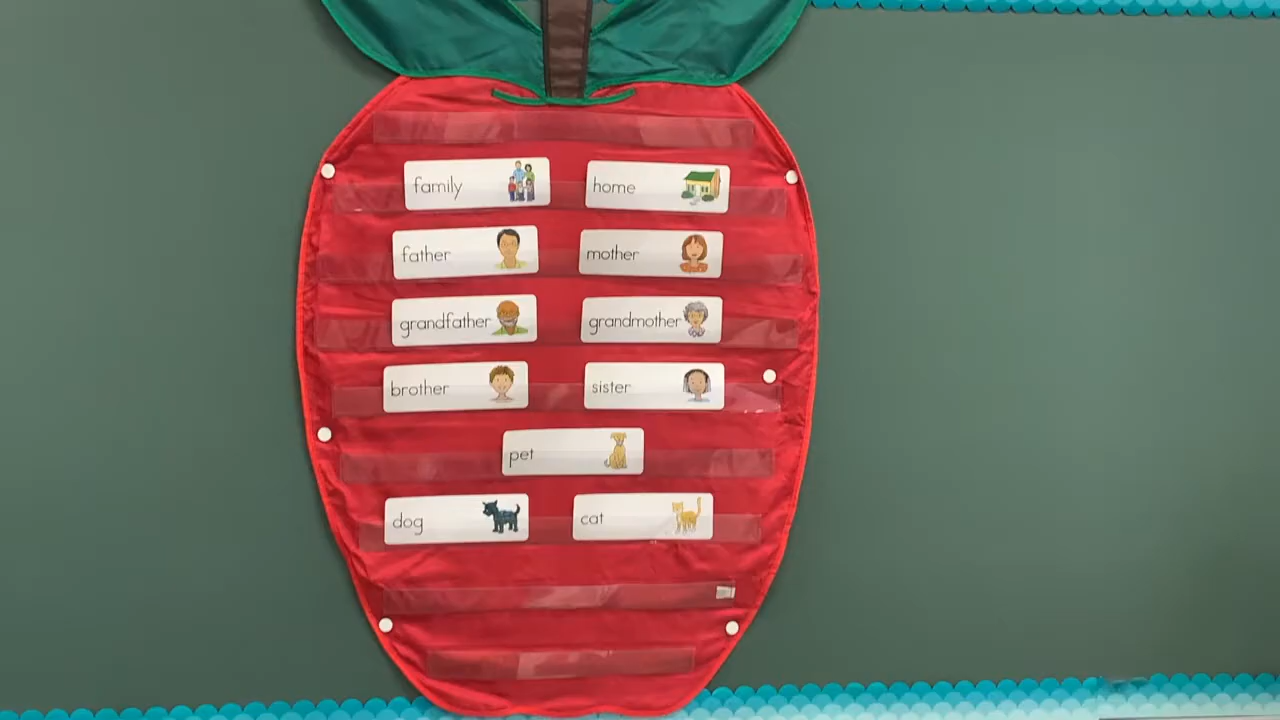 family
home
father
mother
grandfather
grandmother
brother
sister
pet
dog
cat